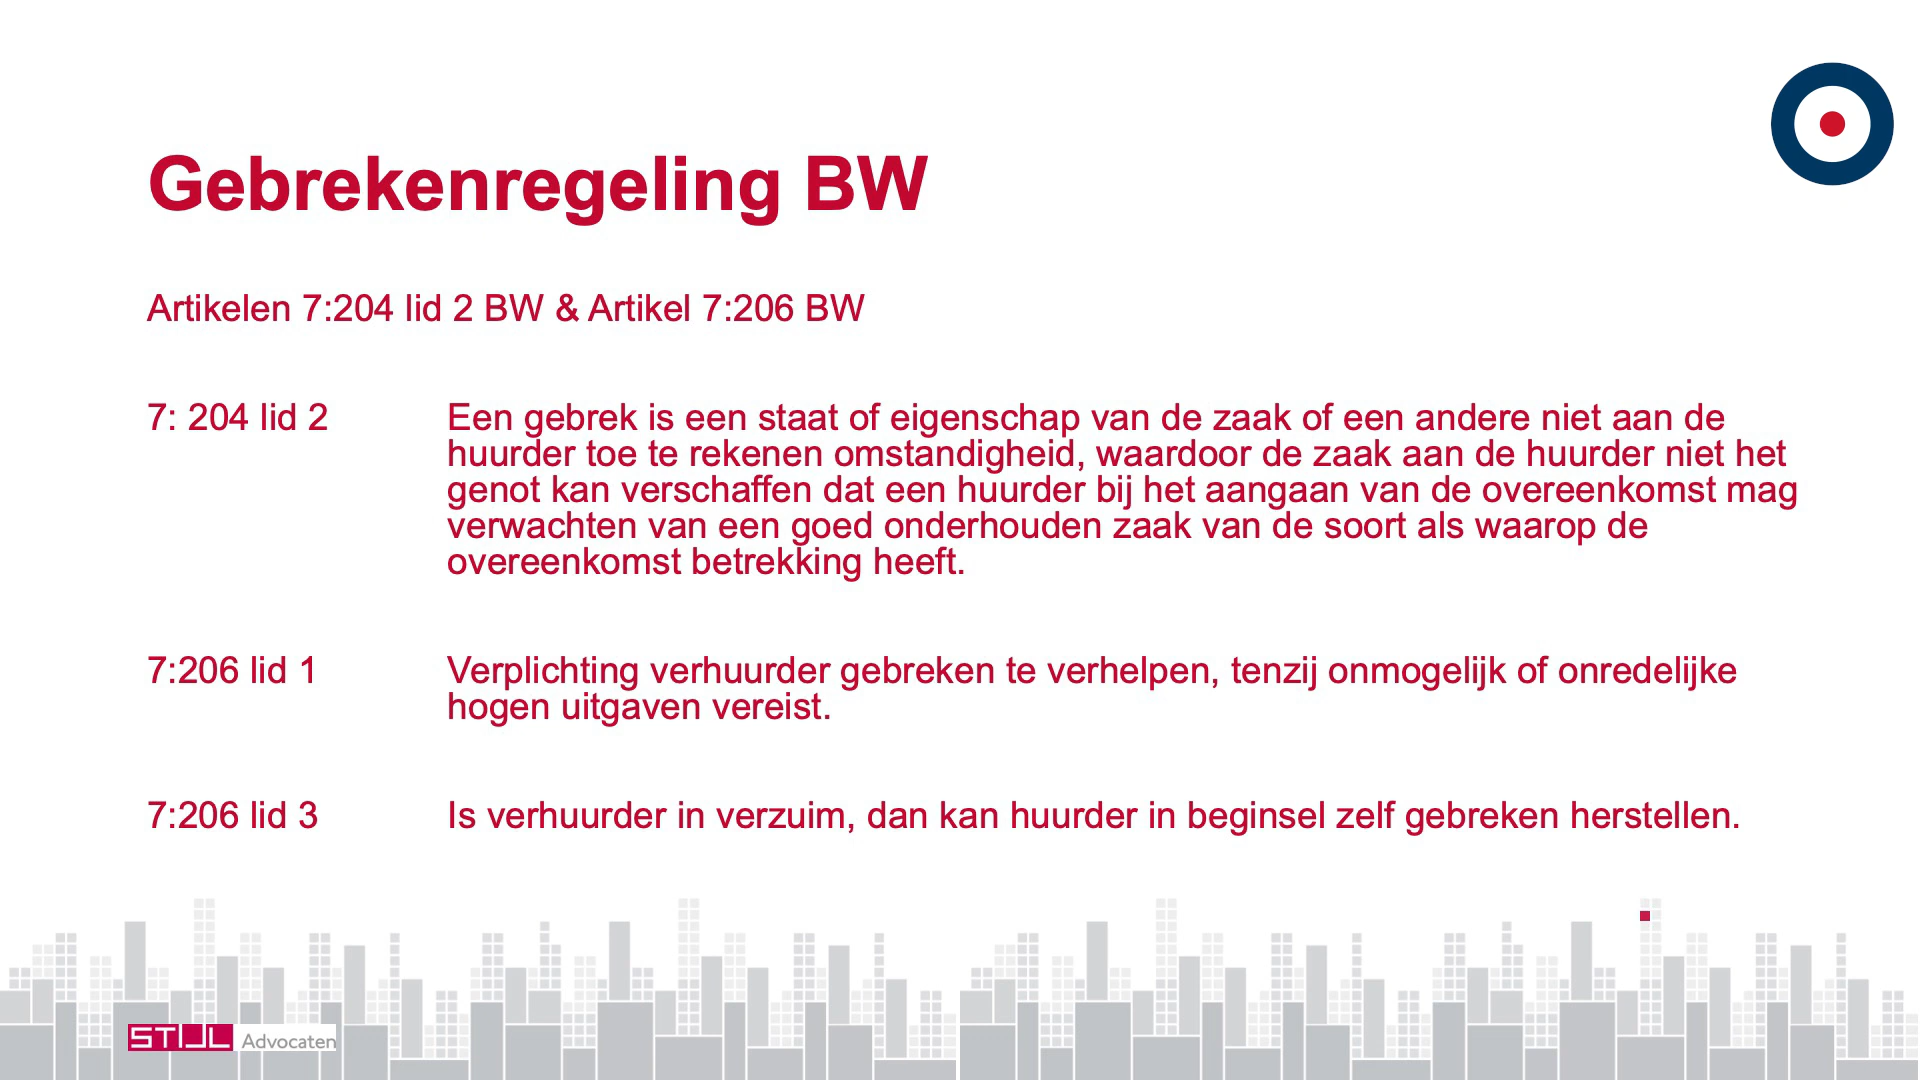 Gebrekenregeling BW
Artikelen 7:204 lid 2 BW & Artikel 7:206 BW
7: 204 lid 2 Een gebrek is een staat of eigenschap van de zaak of een andere niet aan de
huurder toe te rekenen omstandigheid, waardoor de zaak aan de huurder niet het
genot kan verschaffen dat een huurder bij het aangaan van de overeenkomst mag
verwachten van een goed onderhouden zaak van de soort als waarop de
overeenkomst betrekking heeft.
7:206 lid 1 Verplichting verhuurder gebreken te verhelpen, tenzij onmogelijk of onredelijke
hogen uitgaven vereist.
7:206 lid 3 Is verhuurder in verzuim, dan kan huurder in beginsel zelf gebreken herstellen.
STIJL Advocaten